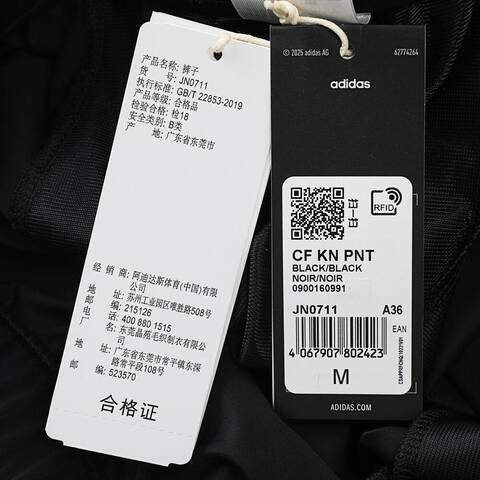 产品名称: 裤子
货 号: JN0711
执行标准: GB/T 22853-2019
产品等级: 合格品
检验合格: 检18
安全类别: B类
产 地: 广东省东莞市
经 销 商: 阿迪达斯体育(中国)有限
公司
地 址: 苏州工业园区唯胜路508号
邮 编: 215126
电 话: 400 880 1515
厂 名: 东莞晶苑毛织制衣有限公
司
地 址: 广东省东莞市常平镇东深
路常平段108号
邮 编: 523570
合格证
© 2025 adidas AG
62774264
adidas
RFID
CF KN PNT
BLACK/BLACK
NOIR/NOIR
0900160991
JN0711 A36
EAN
4 067907 802423
M
ADIDAS.COM